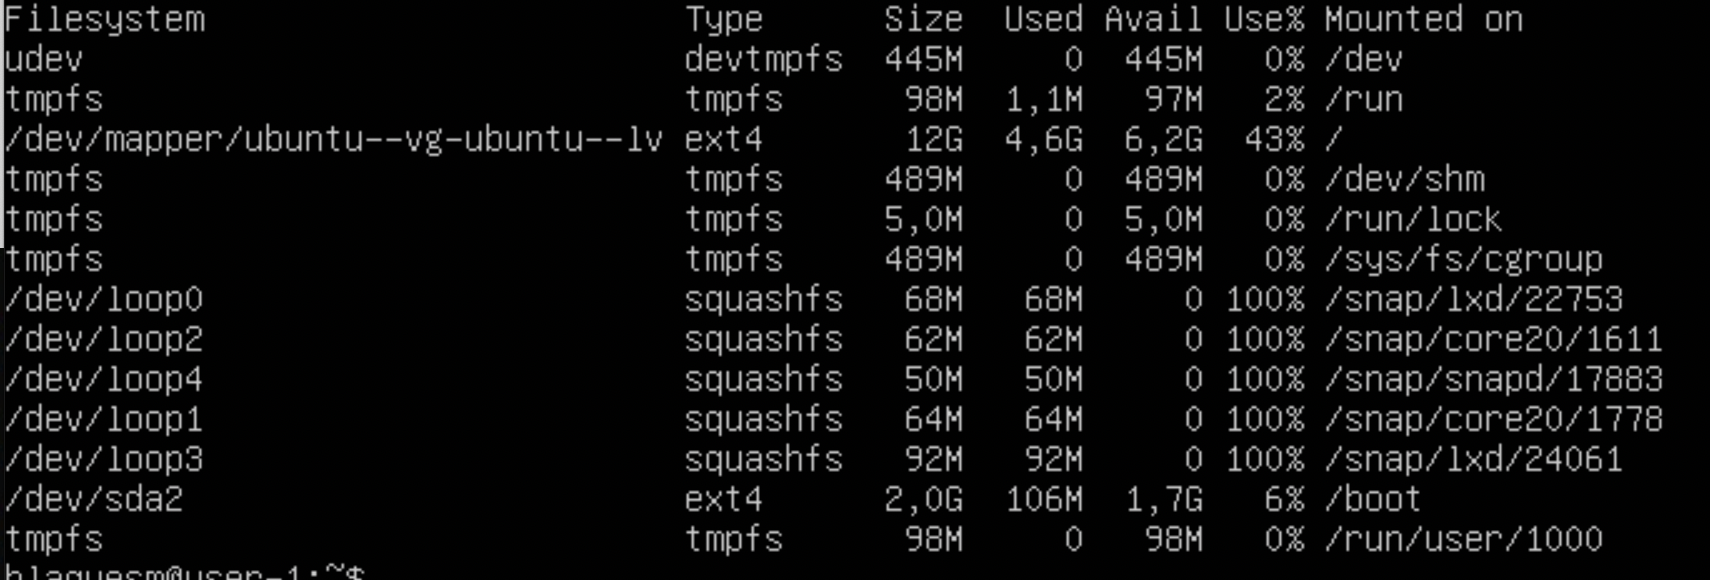 Filesystem Type Size Used Avail Use% Mounted on
udev devtmpfs 445M 0 445M 0% /dev
tmpfs tmpfs 98M 1,1M 97M 2% /run
/dev/mapper/ubuntu--vg-ubuntu--lv ext4 12G 4,6G 6,2G 43% /
tmpfs tmpfs 489M 0 489M 0% /dev/shm
tmpfs tmpfs 5,0M 0 5,0M 0% /run/lock
tmpfs tmpfs 489M 0 489M 0% /sys/fs/cgroup
/dev/loop0 squashfs 68M 68M 0 100% /snap/lxd/22753
/dev/loop2 squashfs 62M 62M 0 100% /snap/core20/1611
/dev/loop4 squashfs 50M 50M 0 100% /snap/snapd/17883
/dev/loop1 squashfs 64M 64M 0 100% /snap/core20/1778
/dev/loop3 squashfs 92M 92M 0 100% /snap/lxd/24061
/dev/sda2 ext4 2,0G 106M 1,7G 6% /boot
tmpfs tmpfs 98M 0 98M 0% /run/user/1000